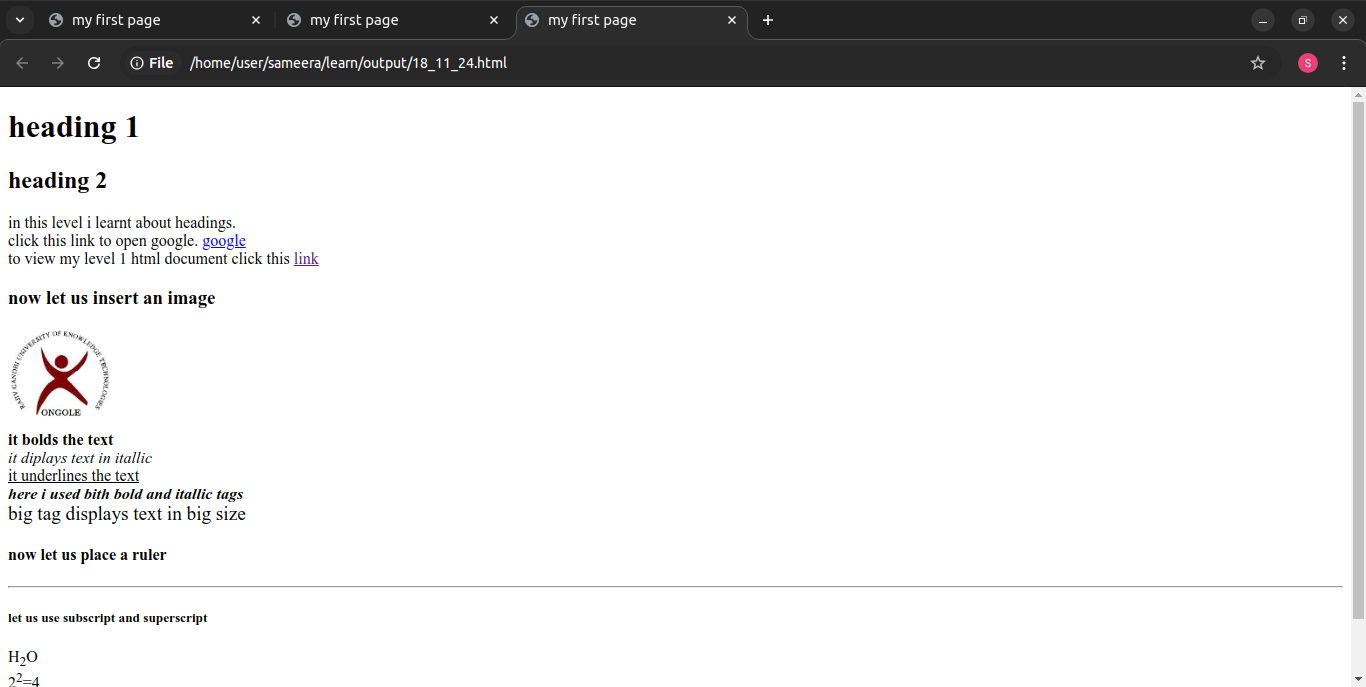 my first page
my first page
my first page
File /home/user/sameera/learn/output/18_11_24.html
S
heading 1
heading 2
in this level i learnt about headings.
click this link to open google. google
to view my level 1 html document click this link
now let us insert an image
RAJIV GANDHI UNIVERSITY OF KNOWLEDGE TECHNOLOGIES
ONGOLE
it bolds the text
it diplays text in itallic
it underlines the text
here i used bith bold and itallic tags
big tag displays text in big size
now let us place a ruler
let us use subscript and superscript
H₂O
2²=4